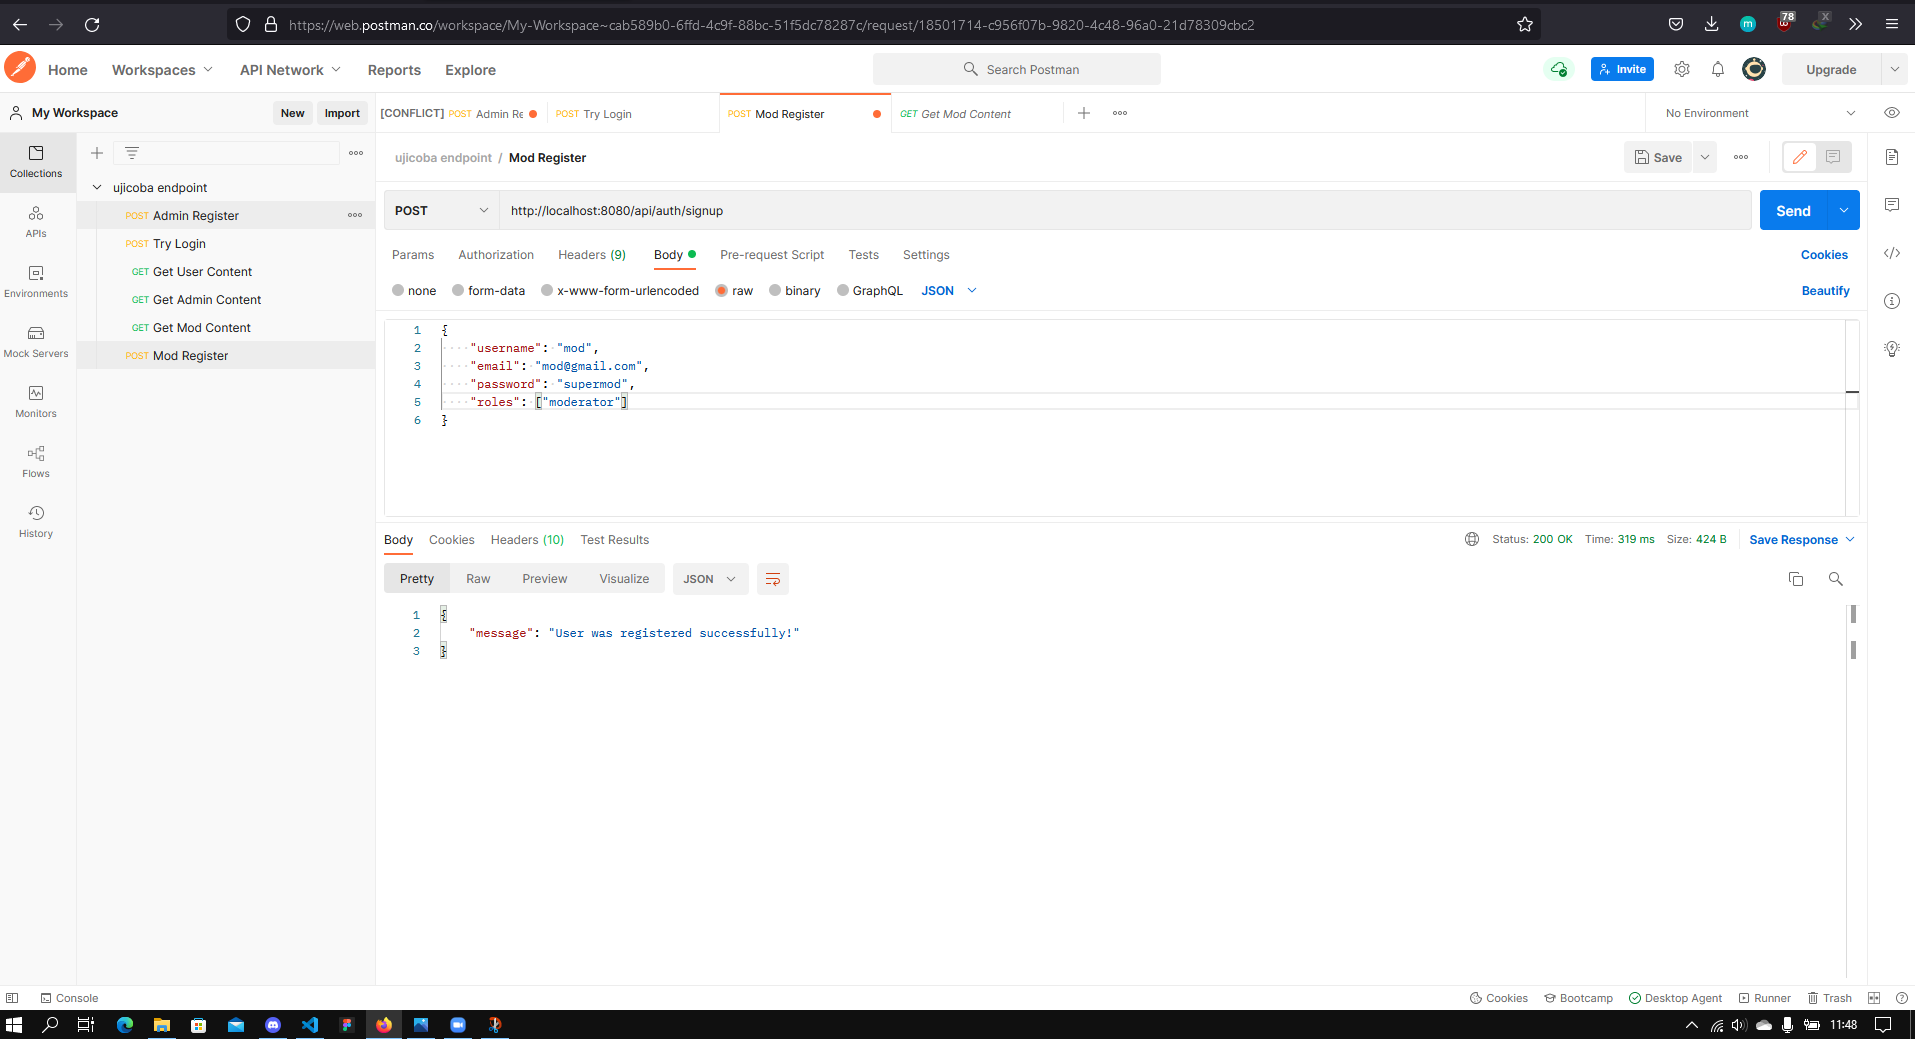 https://web.postman.co/workspace/My-Workspace~cab589b0-6ffd-4c9f-88bc-51f5dc78287c/request/18501714-c956f07b-9820-4c48-96a0-21d78309cbc2
78
X
m
Home Workspaces API Network Reports Explore
Search Postman
Invite
Upgrade
My Workspace
New Import
[CONFLICT] POST Admin Re
POST Try Login
POST Mod Register
GET Get Mod Content
No Environment
Collections
APIs
Environments
Mock Servers
Monitors
Flows
History
ujicoba endpoint
POST Admin Register
POST Try Login
GET Get User Content
GET Get Admin Content
GET Get Mod Content
POST Mod Register
ujicoba endpoint / Mod Register
Save
POST http://localhost:8080/api/auth/signup
Send
Params Authorization Headers (9) Body Pre-request Script Tests Settings
Cookies
none form-data x-www-form-urlencoded raw binary GraphQL JSON
Beautify
1 {
2 "username": "mod",
3 "email": "mod@gmail.com",
4 "password": "supermod",
5 "roles": ["moderator"]
6 }
Body Cookies Headers (10) Test Results
Status: 200 OK Time: 319 ms Size: 424 B Save Response
Pretty Raw Preview Visualize JSON
1 {
2 "message": "User was registered successfully!"
3 }
Console
Cookies Bootcamp Desktop Agent Runner Trash
11:48